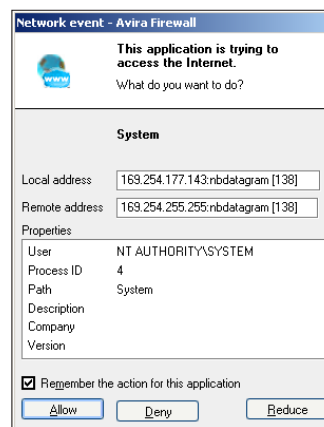 Network event - Avira Firewall
This application is trying to
access the Internet.
What do you want to do?
www
System
Local address 169.254.177.143:nbdatagram [138]
Remote address 169.254.255.255:nbdatagram [138]
Properties
User NT AUTHORITY\SYSTEM
Process ID 4
Path System
Description
Company
Version
Remember the action for this application
Allow Deny Reduce